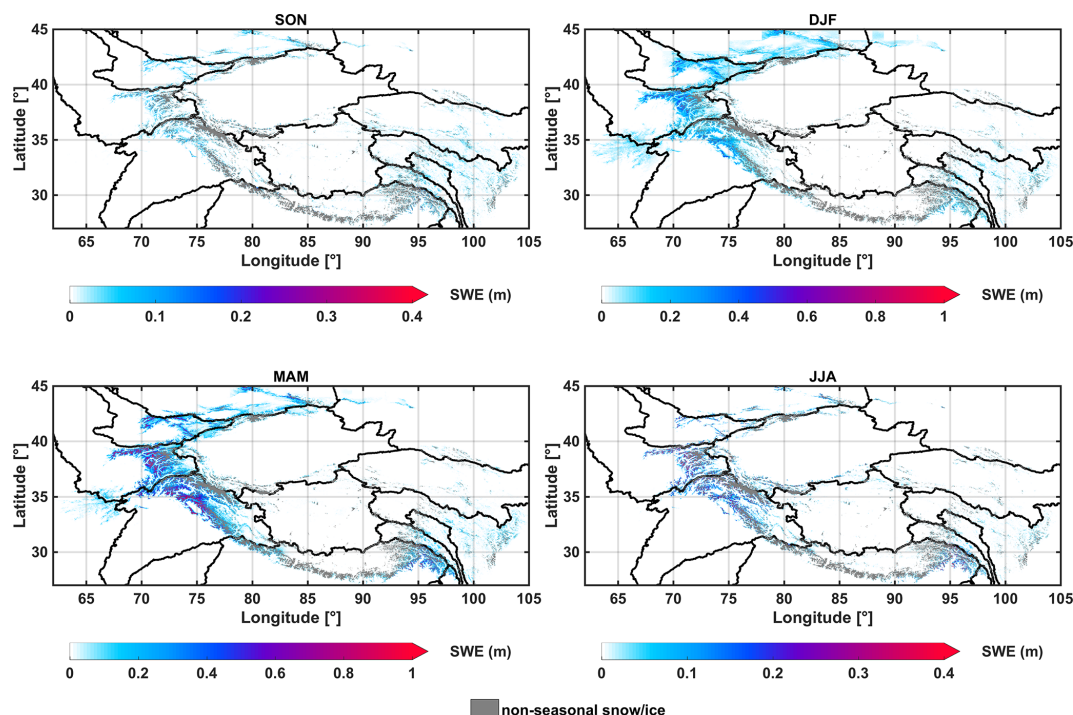 SON
45
40
35
30
Latitude [°]
65 70 75 80 85 90 95 100 105
Longitude [°]
SWE (m)
0 0.1 0.2 0.3 0.4
DJF
45
40
35
30
Latitude [°]
65 70 75 80 85 90 95 100 105
Longitude [°]
SWE (m)
0 0.2 0.4 0.6 0.8 1
MAM
45
40
35
30
Latitude [°]
65 70 75 80 85 90 95 100 105
Longitude [°]
SWE (m)
0 0.2 0.4 0.6 0.8 1
JJA
45
40
35
30
Latitude [°]
65 70 75 80 85 90 95 100 105
Longitude [°]
SWE (m)
0 0.1 0.2 0.3 0.4
non-seasonal snow/ice